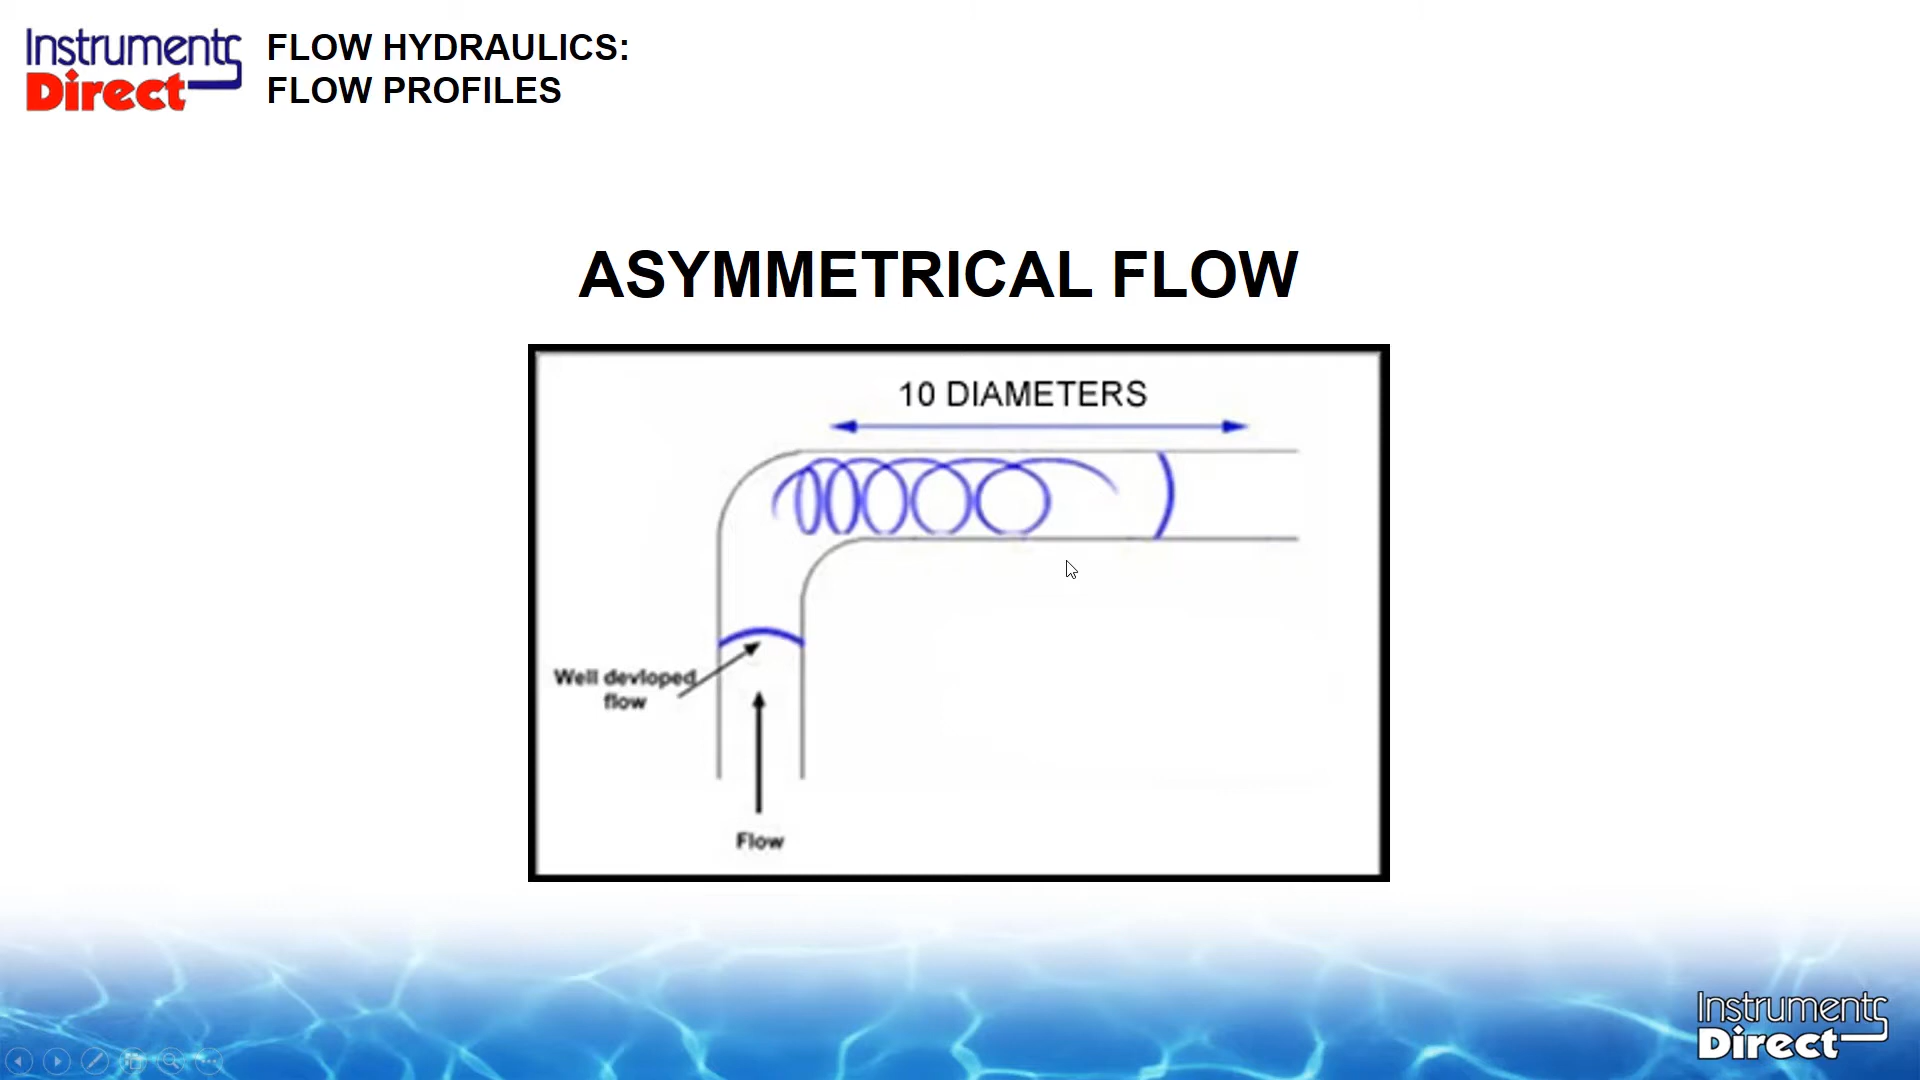 Instruments
Direct
FLOW HYDRAULICS:
FLOW PROFILES
ASYMMETRICAL FLOW
10 DIAMETERS
Well devloped
flow
Flow
Instruments
Direct